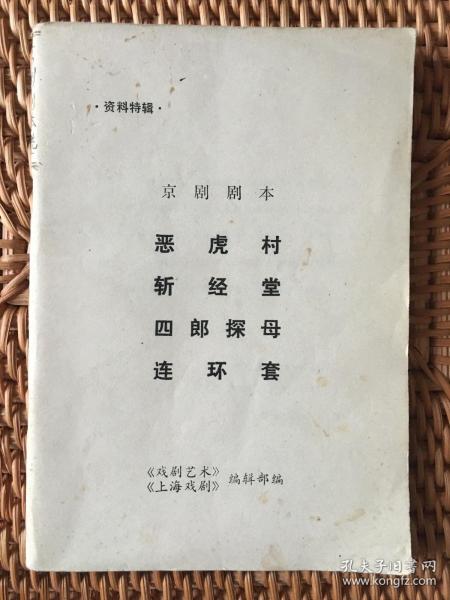 ·资料特辑·
京剧剧本
恶虎村
斩经堂
四郎探母
连环套
《戏剧艺术》
《上海戏剧》
编辑部编
孔夫子旧书网
www.kongfz.com